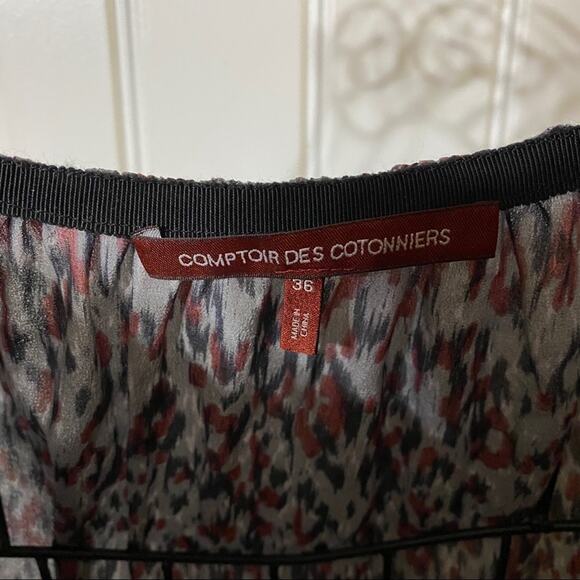 COMPTOIR DES COTONNIERS
36
MADE IN
CHINA